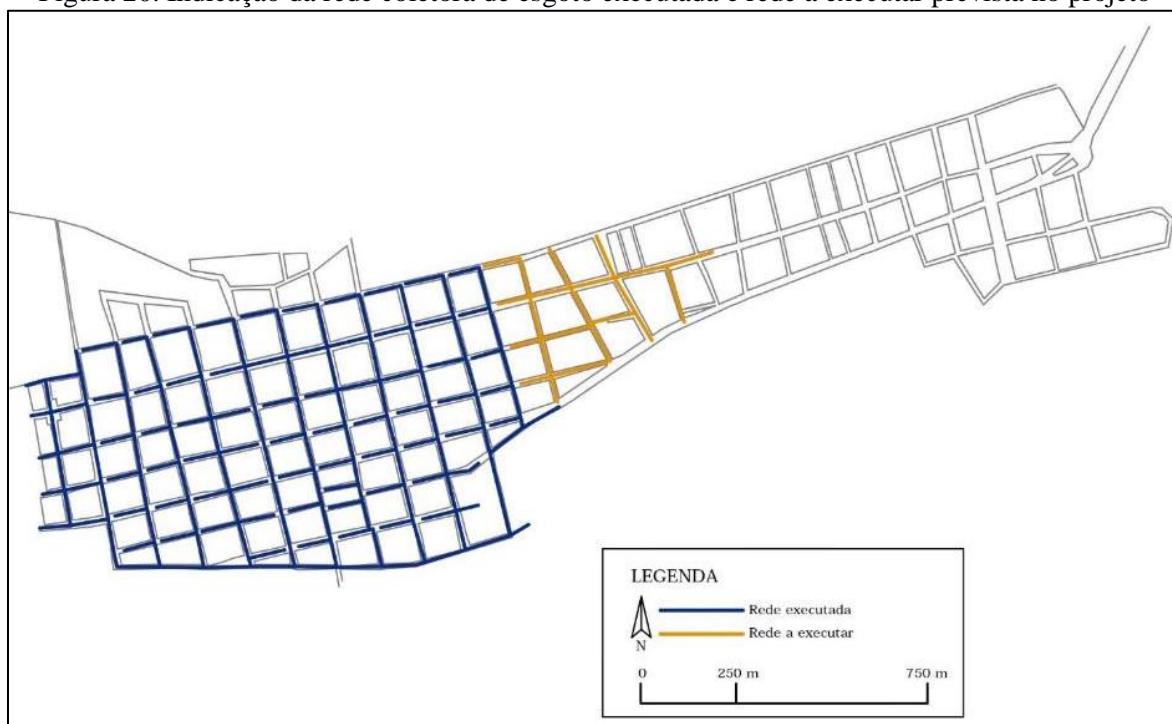 Figura 20: Indicação da rede coletora de esgoto executada e rede a executar prevista no projeto
LEGENDA
Rede executada
Rede a executar
N
0 250 m 750 m